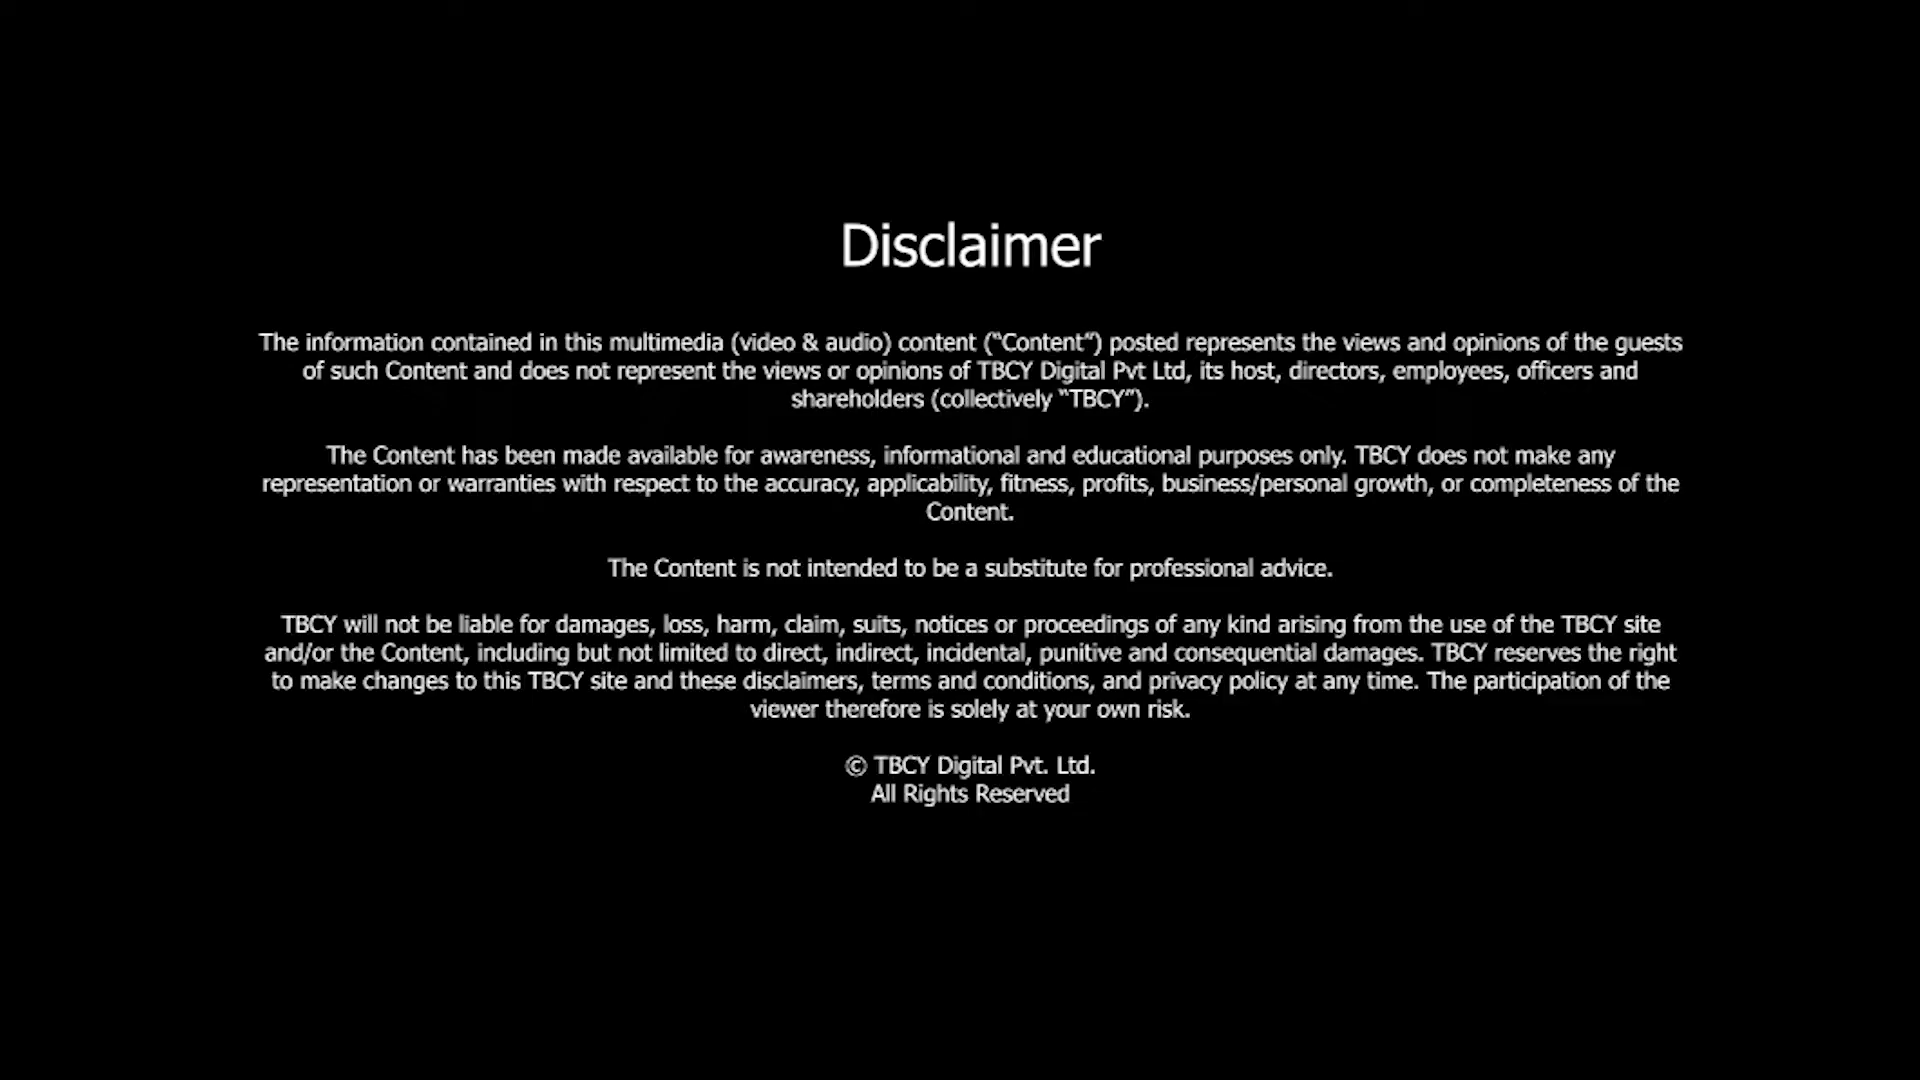 Disclaimer
The information contained in this multimedia (video & audio) content (“Content”) posted represents the views and opinions of the guests
of such Content and does not represent the views or opinions of TBCY Digital Pvt Ltd, its host, directors, employees, officers and
shareholders (collectively “TBCY”).
The Content has been made available for awareness, informational and educational purposes only. TBCY does not make any
representation or warranties with respect to the accuracy, applicability, fitness, profits, business/personal growth, or completeness of the
Content.
The Content is not intended to be a substitute for professional advice.
TBCY will not be liable for damages, loss, harm, claim, suits, notices or proceedings of any kind arising from the use of the TBCY site
and/or the Content, including but not limited to direct, indirect, incidental, punitive and consequential damages. TBCY reserves the right
to make changes to this TBCY site and these disclaimers, terms and conditions, and privacy policy at any time. The participation of the
viewer therefore is solely at your own risk.
© TBCY Digital Pvt. Ltd.
All Rights Reserved